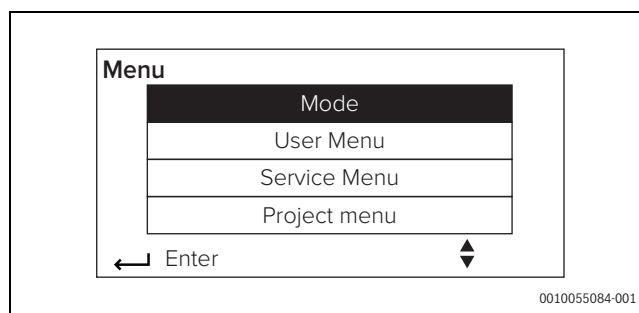 Menu
Mode
User Menu
Service Menu
Project menu
Enter
0010055084-001